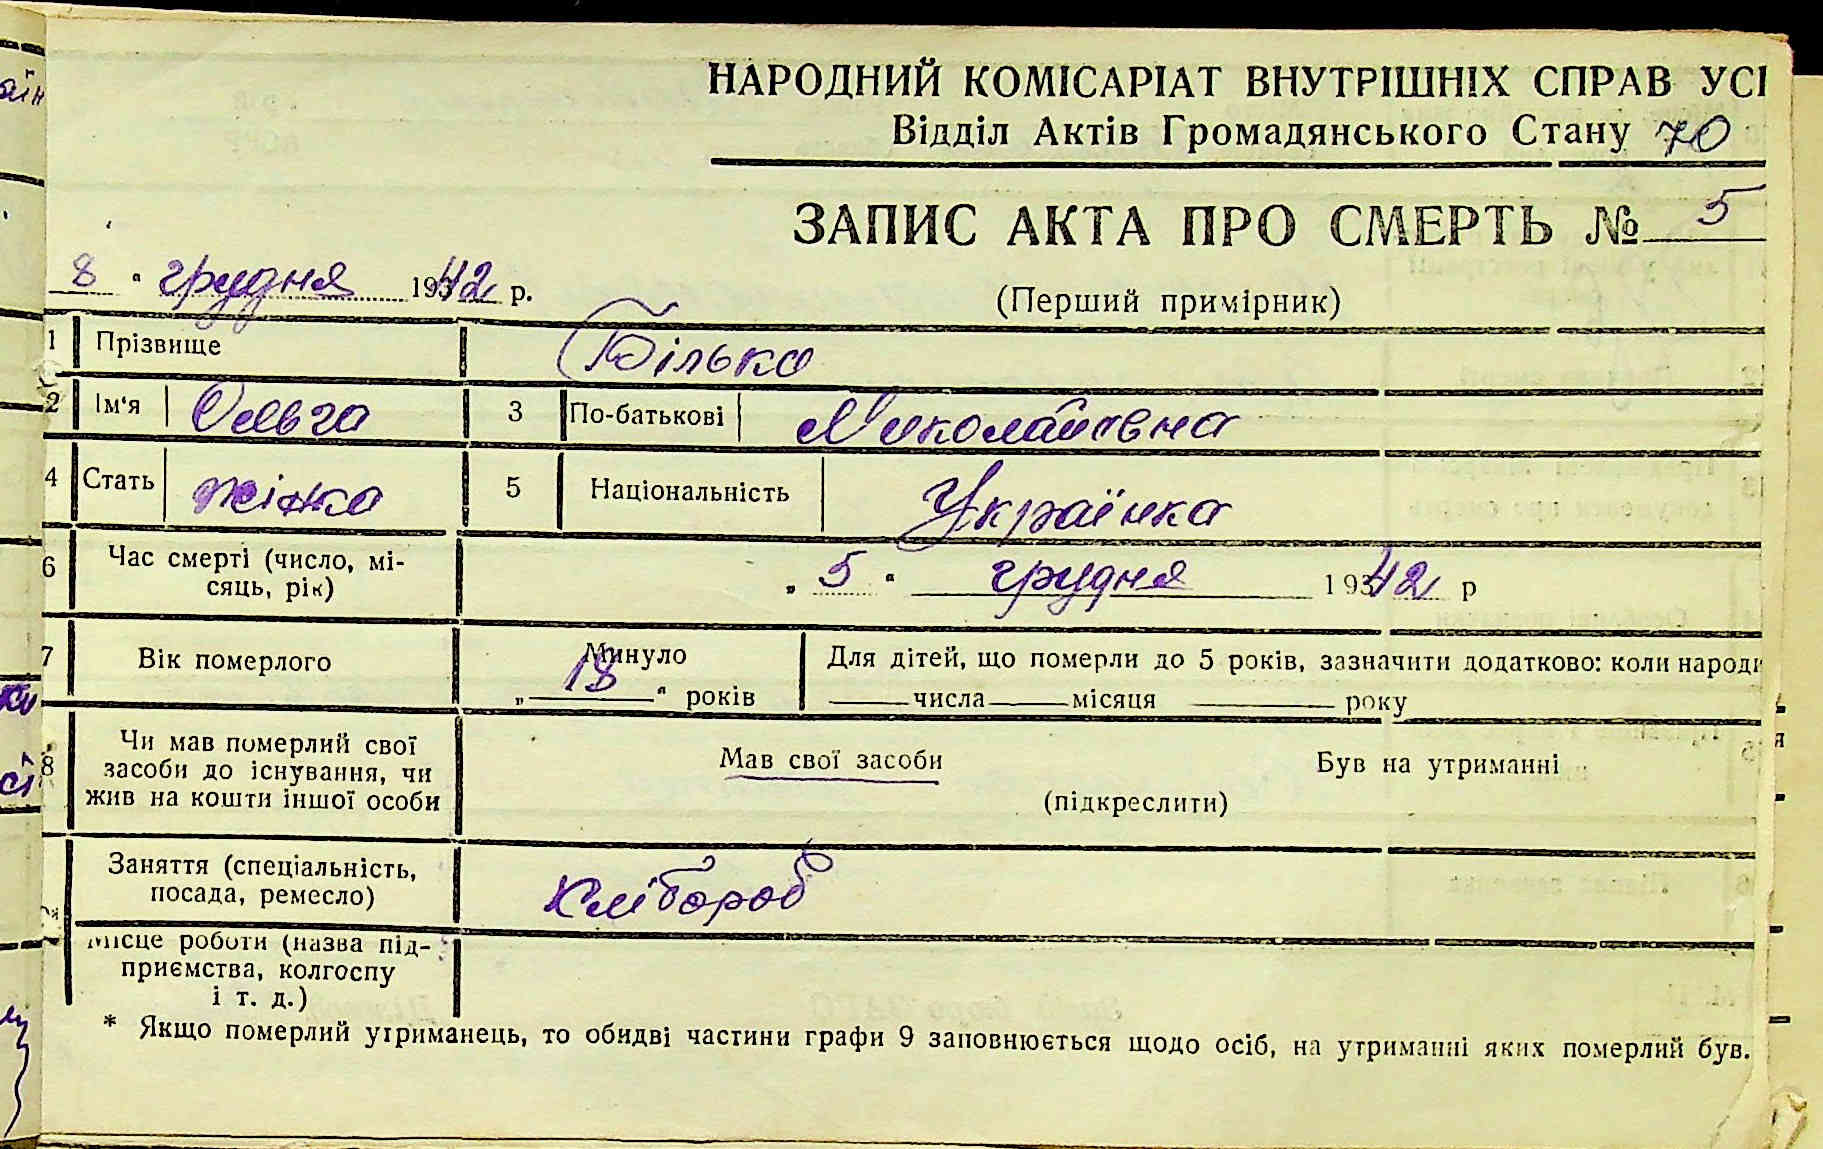 НАРОДНИЙ КОМІСАРІАТ ВНУТРІШНІХ СПРАВ УСІ
Відділ Актів Громадянського Стану 70
ЗАПИС АКТА ПРО СМЕРТЬ № 5
8 " грудня 1942 р.
(Перший примірник)
1 Прізвище Білько
2 Ім'я Ольга 3 По-батькові Миколаївна
4 Стать жінка 5 Національність Українка
6 Час смерті (число, мі-
сяць, рік) „ 5 " грудня 1942 р
7 Вік померлого Минуло Для дітей, що померли до 5 років, зазначити додатково: коли народи
„ 18 " років числа місяця року
8 Чи мав померлий свої
засоби до існування, чи
жив на кошти іншої особи
Мав свої засоби Був на утриманні
(підкреслити)
Заняття (спеціальність,
посада, ремесло) хлібороб
Місце роботи (назва під-
приємства, колгоспу
і т. д.)
* Якщо померлий утриманець, то обидві частини графи 9 заповнюється щодо осіб, на утриманні яких померлий був.